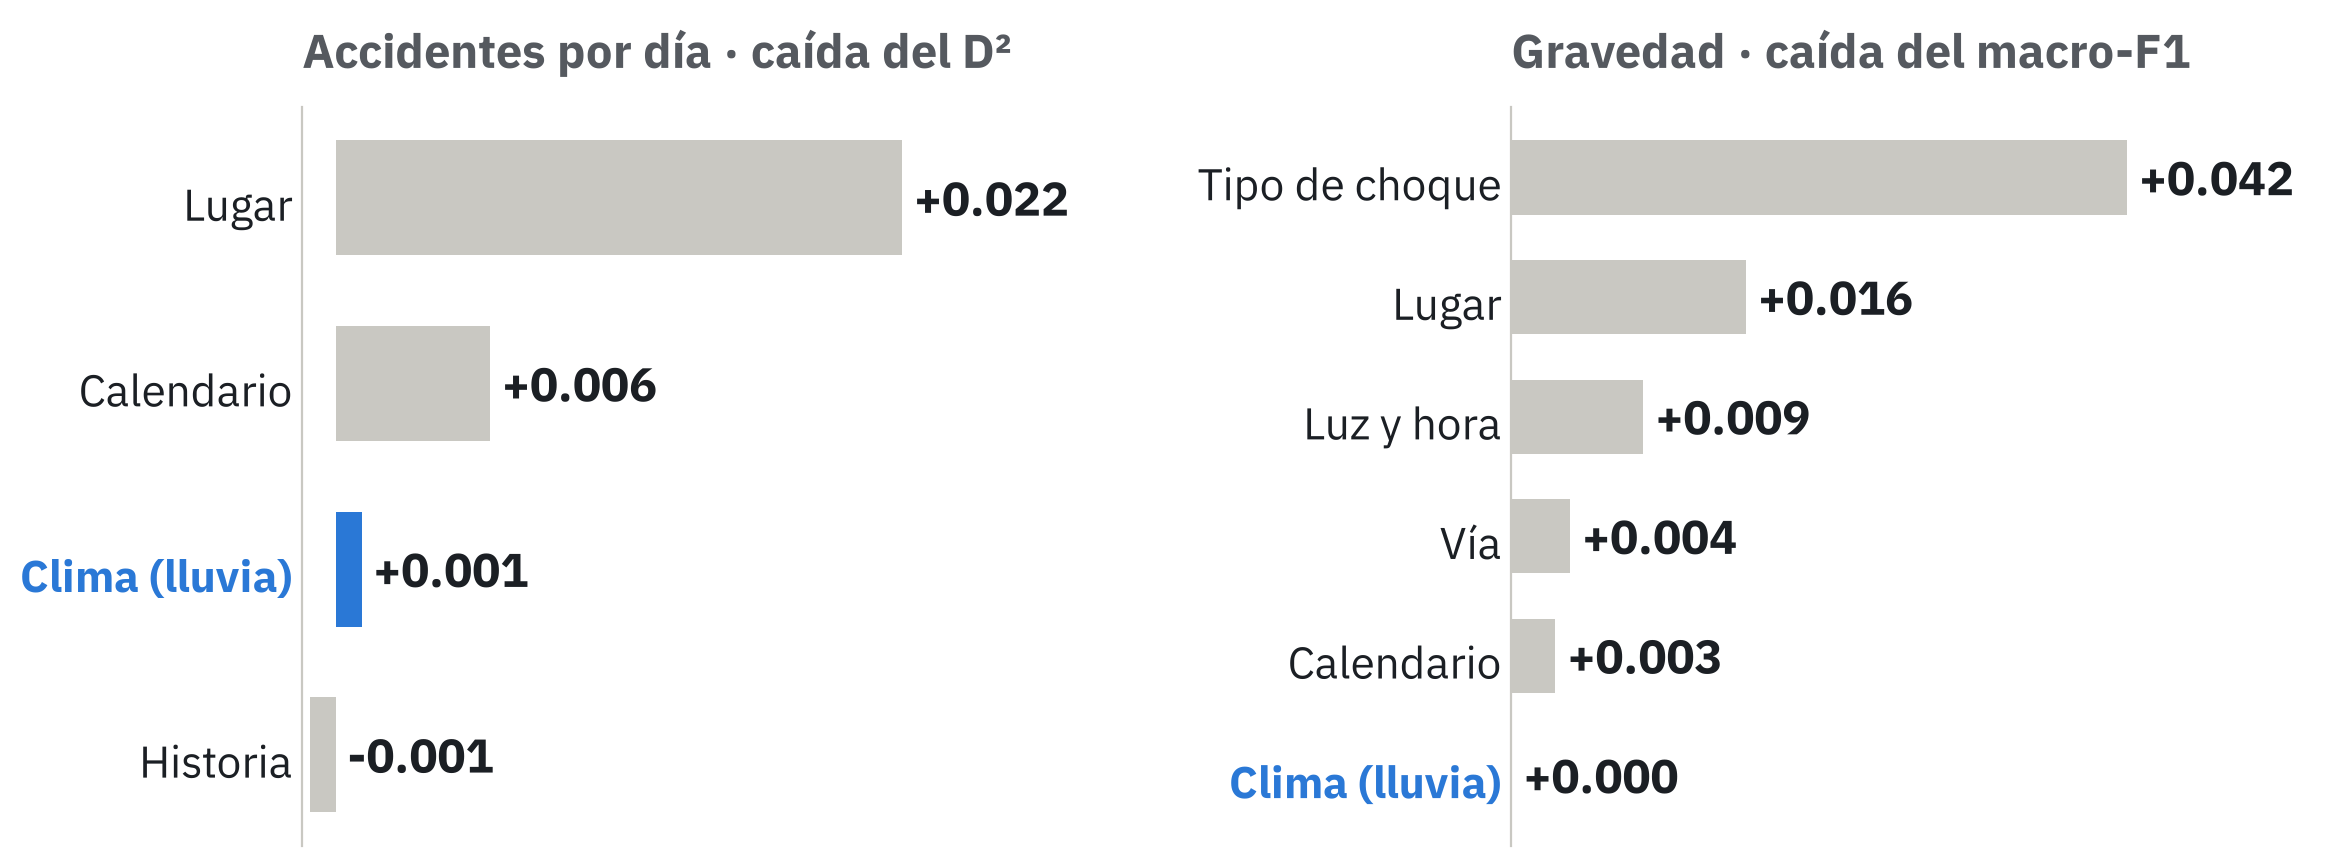 Accidentes por día · caída del D²
Lugar +0.022
Calendario +0.006
Clima (lluvia) +0.001
Historia -0.001
Gravedad · caída del macro-F1
Tipo de choque +0.042
Lugar +0.016
Luz y hora +0.009
Vía +0.004
Calendario +0.003
Clima (lluvia) +0.000